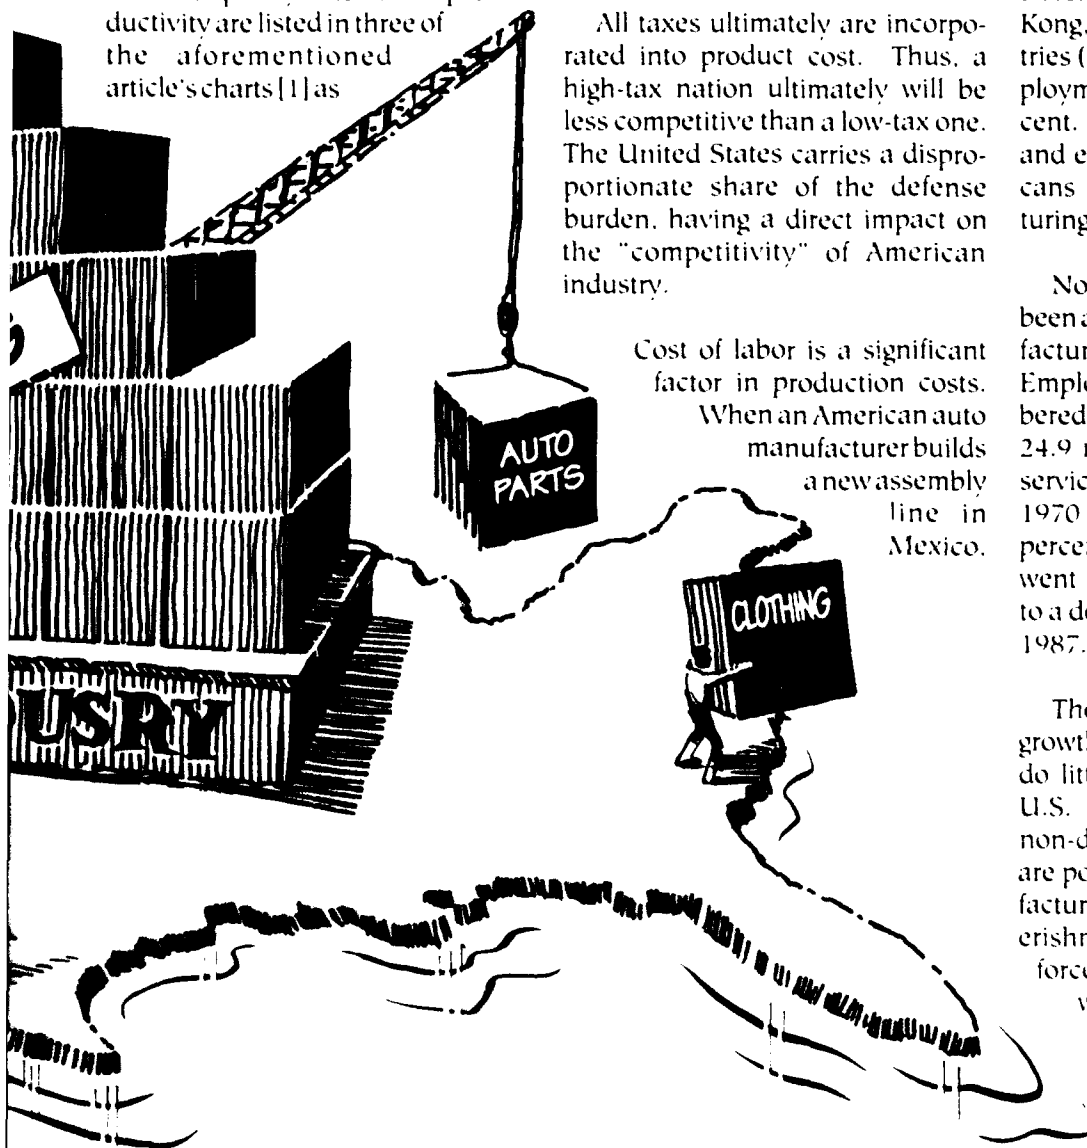 ductivity are listed in three of
the aforementioned
article's charts [1] as
All taxes ultimately are incorpo-
rated into product cost. Thus, a
high-tax nation ultimately will be
less competitive than a low-tax one.
The United States carries a dispro-
portionate share of the defense
burden, having a direct impact on
the "competitivity" of American
industry.
Cost of labor is a significant
factor in production costs.
When an American auto
manufacturer builds
a new assembly
line in
Mexico,
Kong,
tries (
ploym
cent.
and e
cans
turing
No
been a
factur
Emplo
bered
24.9 
servic
1970
percen
went
to a de
1987.
The
growth
do litt
U.S.
non-d
are po
factur
erishm
force
w
AUTO
PARTS
CLOTHING
USRY